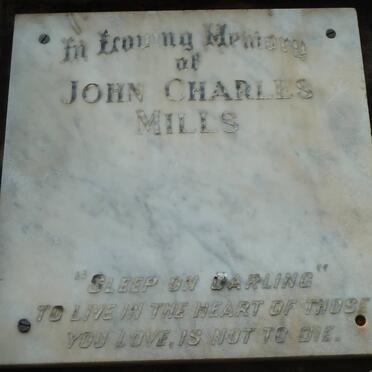 In Loving Memory
of
JOHN CHARLES
MILLS
"SLEEP ON DARLING"
TO LIVE IN THE HEART OF THOSE
YOU LOVE, IS NOT TO DIE.